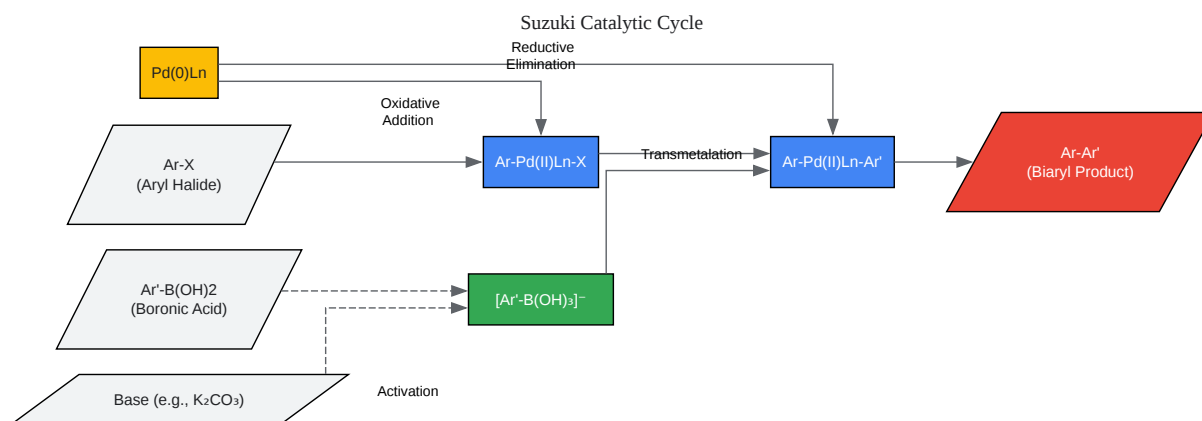 Suzuki Catalytic Cycle
Reductive
Elimination
Pd(0)Ln
Oxidative
Addition
Ar-X
(Aryl Halide)
Ar-Pd(II)Ln-X
Transmetalation
Ar-Pd(II)Ln-Ar'
Ar-Ar'
(Biaryl Product)
Ar'-B(OH)2
(Boronic Acid)
[Ar'-B(OH)₃]⁻
Base (e.g., K₂CO₃)
Activation